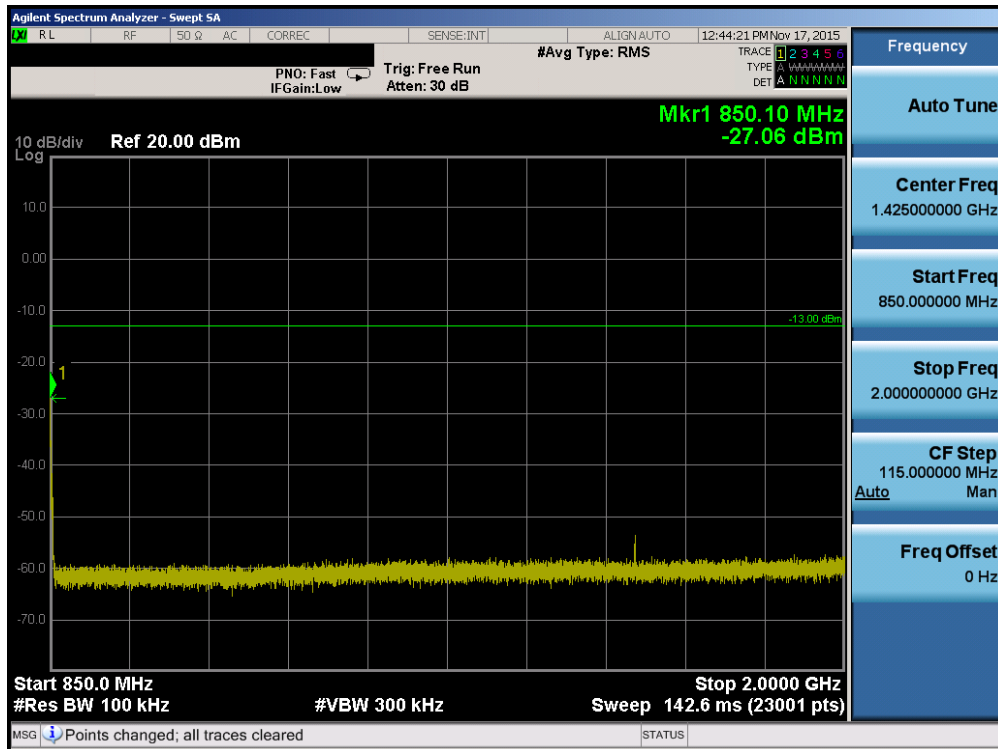 Agilent Spectrum Analyzer - Swept SA
LXI RL RF 50 Ω AC CORREC SENSE:INT ALIGN AUTO 12:44:21 PM Nov 17, 2015
PNO: Fast
IFGain:Low
Trig: Free Run
Atten: 30 dB
#Avg Type: RMS
TRACE 1 2 3 4 5 6
TYPE A WWWWW
DET A N N N N N
Mkr1 850.10 MHz
-27.06 dBm
10 dB/div Ref 20.00 dBm
Log
10.0
0.00
-10.0
-13.00 dBm
-20.0
1
-30.0
-40.0
-50.0
-60.0
-70.0
Start 850.0 MHz Stop 2.0000 GHz
#Res BW 100 kHz #VBW 300 kHz Sweep 142.6 ms (23001 pts)
MSG Points changed; all traces cleared STATUS
Frequency
Auto Tune
Center Freq
1.425000000 GHz
Start Freq
850.000000 MHz
Stop Freq
2.000000000 GHz
CF Step
115.000000 MHz
Auto Man
Freq Offset
0 Hz